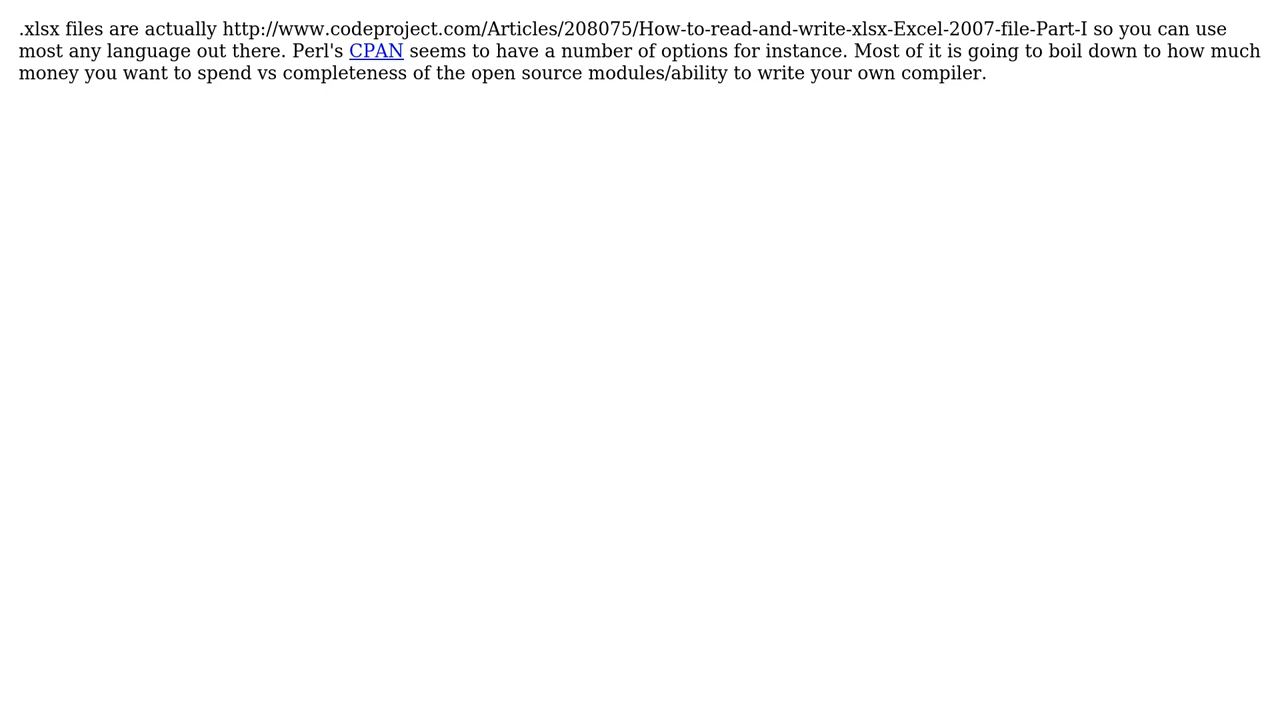 .xlsx files are actually http://www.codeproject.com/Articles/208075/How-to-read-and-write-xlsx-Excel-2007-file-Part-I so you can use
most any language out there. Perl's CPAN seems to have a number of options for instance. Most of it is going to boil down to how much
money you want to spend vs completeness of the open source modules/ability to write your own compiler.